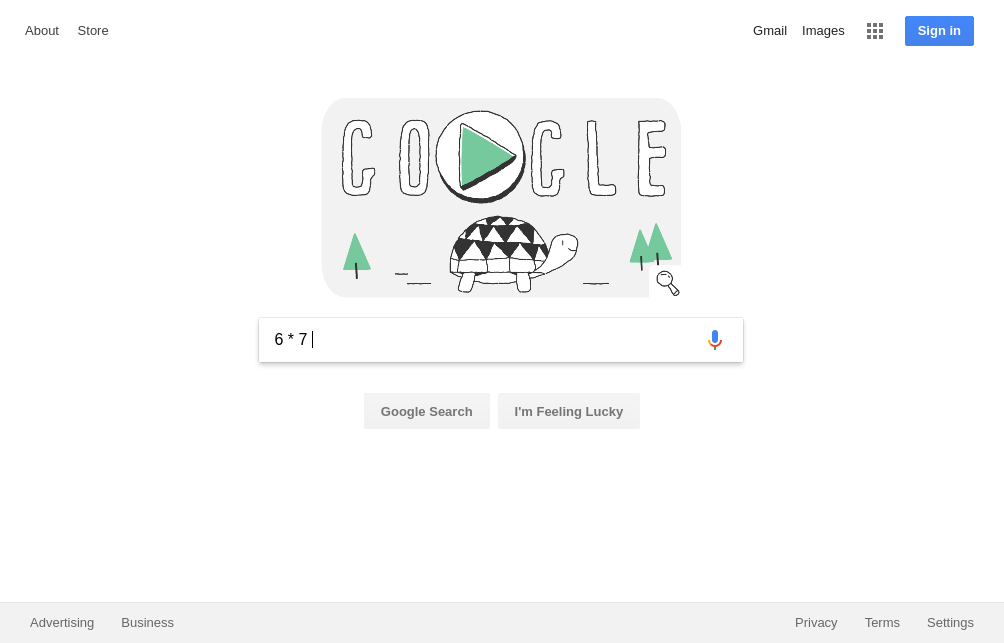 About Store Gmail Images Sign in
GOOGLE
6 * 7
Google Search I'm Feeling Lucky
Advertising Business Privacy Terms Settings